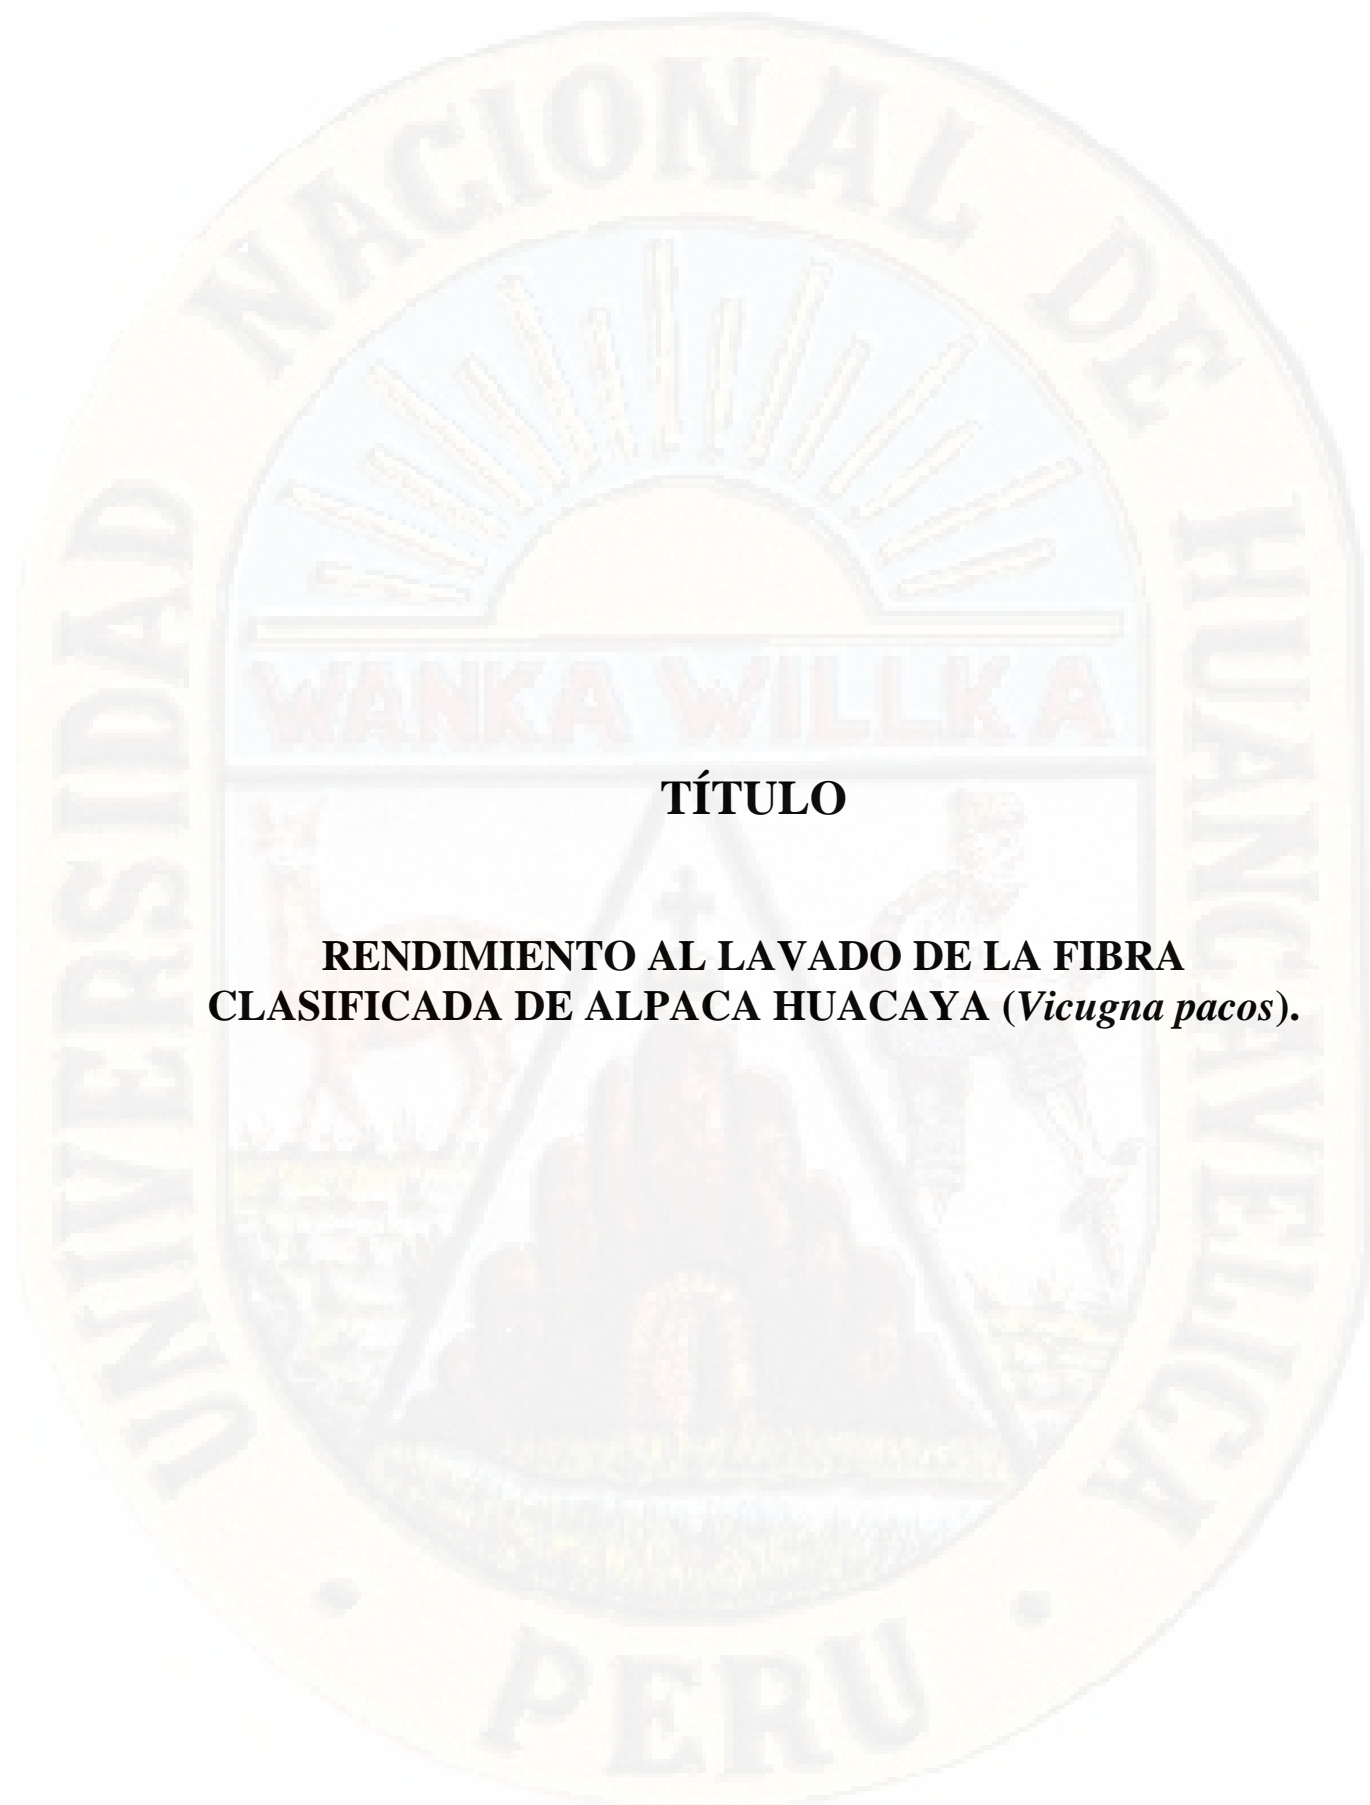 UNIVERSIDAD NACIONAL DE HUANCAVELICA
WANKA WILLKA
TÍTULO
RENDIMIENTO AL LAVADO DE LA FIBRA
CLASIFICADA DE ALPACA HUACAYA (Vicugna pacos).
PERU